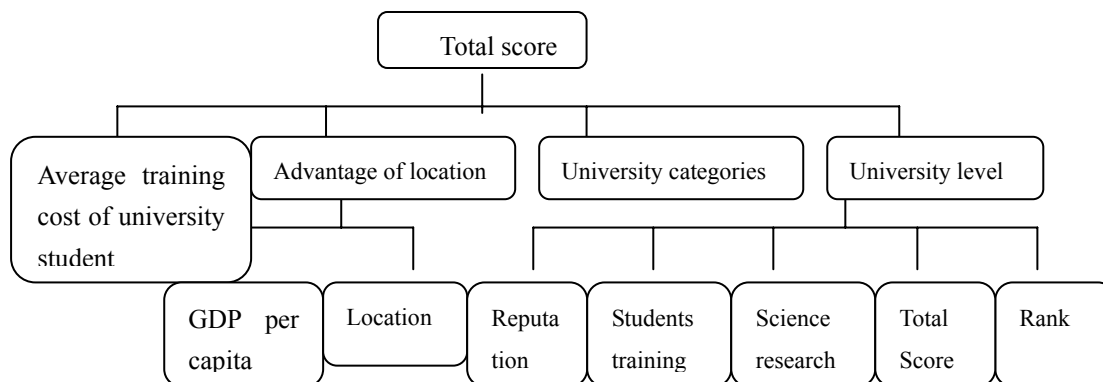 Total score
Average training
cost of university
student
Advantage of location
University categories
University level
GDP per
capita
Location
Reputa
tion
Students
training
Science
research
Total
Score
Rank